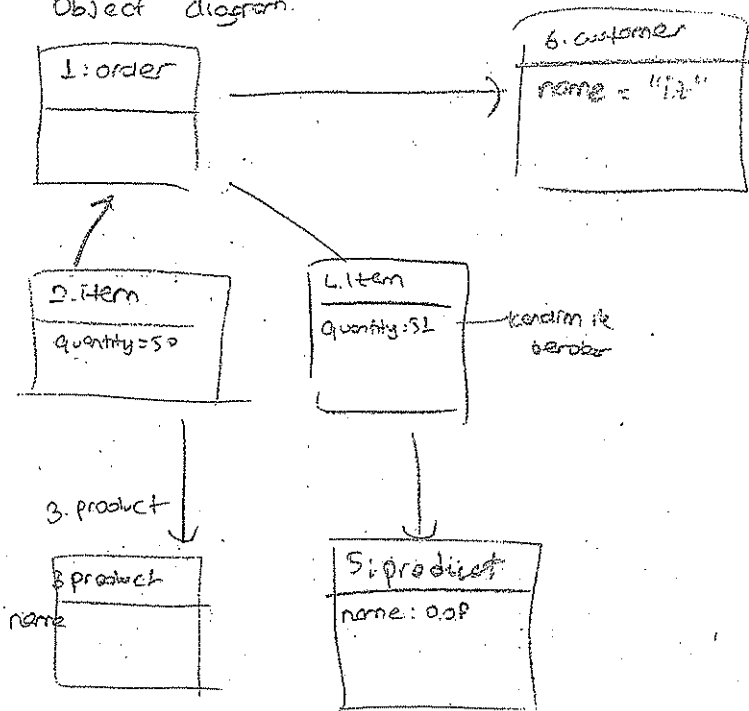 Object diagram.
1:order
6.customer
name = "iz"
2.item
quantity=50
4.item
quantity:51
kendim ile
beraber
3.product
3 product
name
5:product
name: